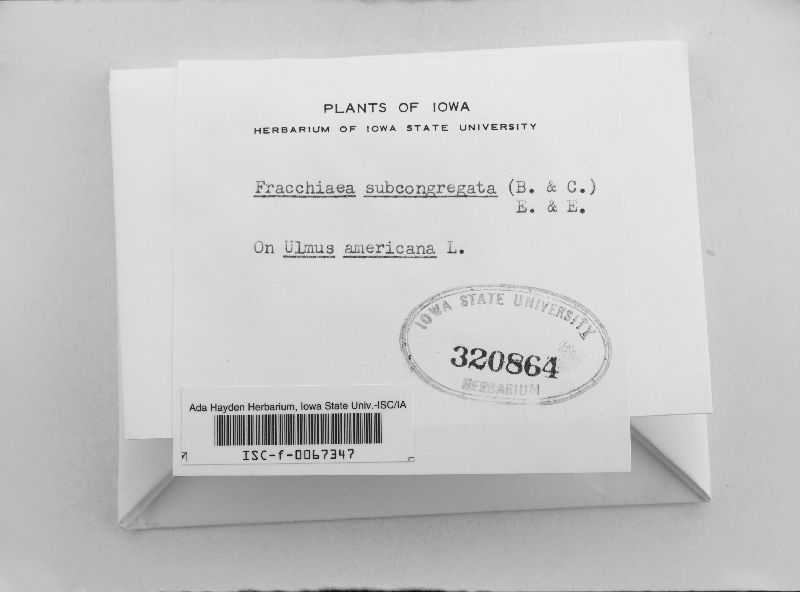 PLANTS OF IOWA
HERBARIUM OF IOWA STATE UNIVERSITY
Fracchiaea subcongregata (B. & C.)
E. & E.
On Ulmus americana L.
IOWA STATE UNIVERSITY
320864
HERBARIUM
Ada Hayden Herbarium, Iowa State Univ.-ISC/IA
ISC-f-0067347